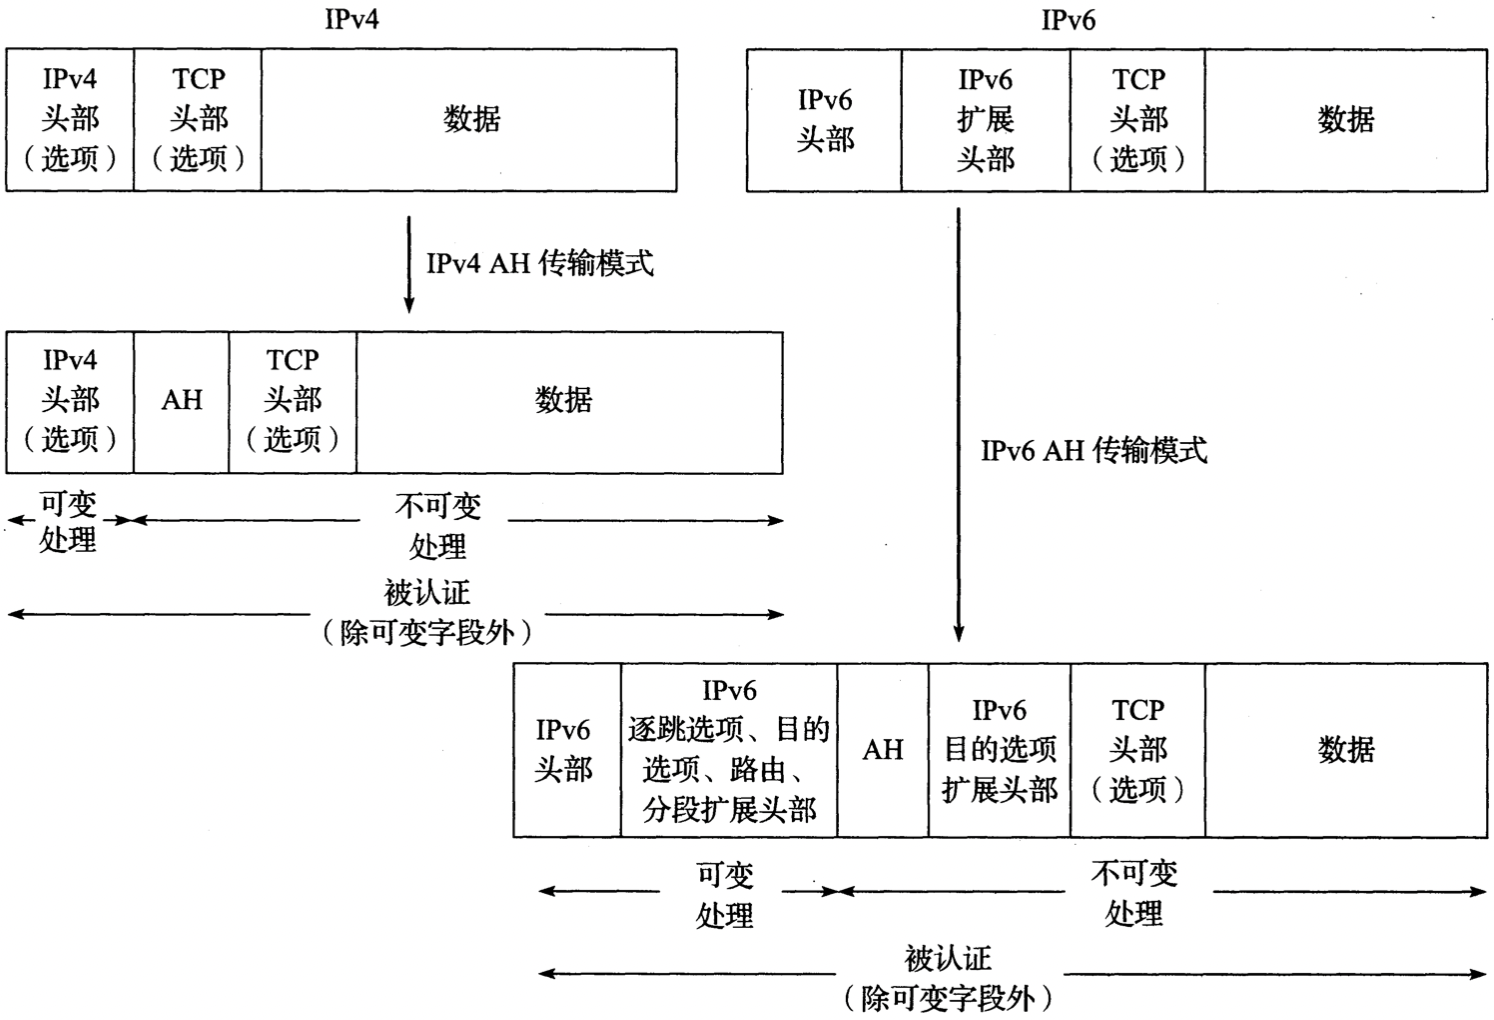 IPv4
IPv4
头部
（选项）
TCP
头部
（选项）
数据
IPv6
IPv6
头部
IPv6
扩展
头部
TCP
头部
（选项）
数据
IPv4 AH 传输模式
IPv4
头部
（选项）
AH
TCP
头部
（选项）
数据
可变
处理
不可变
处理
被认证
（除可变字段外）
IPv6 AH 传输模式
IPv6
头部
IPv6
逐跳选项、目的
选项、路由、
分段扩展头部
AH
IPv6
目的选项
扩展头部
TCP
头部
（选项）
数据
可变
处理
不可变
处理
被认证
（除可变字段外）